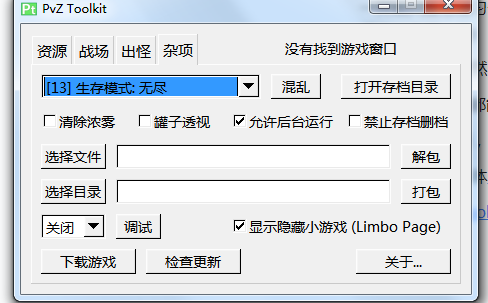 PvZ Toolkit
资源 战场 出怪 杂项 没有找到游戏窗口
[13] 生存模式: 无尽 混乱 打开存档目录
清除浓雾 罐子透视 允许后台运行 禁止存档删档
选择文件 解包
选择目录 打包
关闭 调试 显示隐藏小游戏 (Limbo Page)
下载游戏 检查更新 关于...